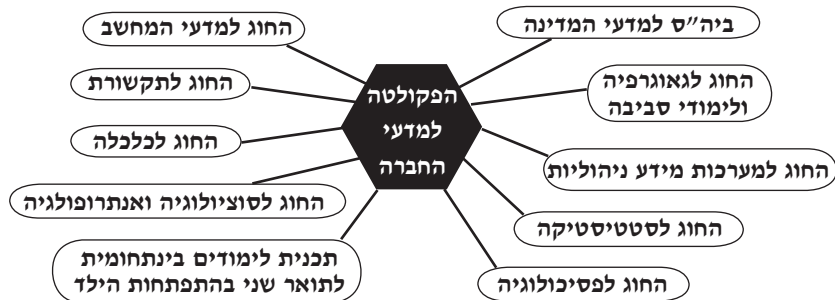 הפקולטה
למדעי
החברה
ביה״ס למדעי המדינה
החוג לגאוגרפיה
ולימודי סביבה
החוג למערכות מידע ניהוליות
החוג לסטטיסטיקה
החוג לפסיכולוגיה
החוג למדעי המחשב
החוג לתקשורת
החוג לכלכלה
החוג לסוציולוגיה ואנתרופולגיה
תכנית לימודים בינתחומית
לתואר שני בהתפתחות הילד